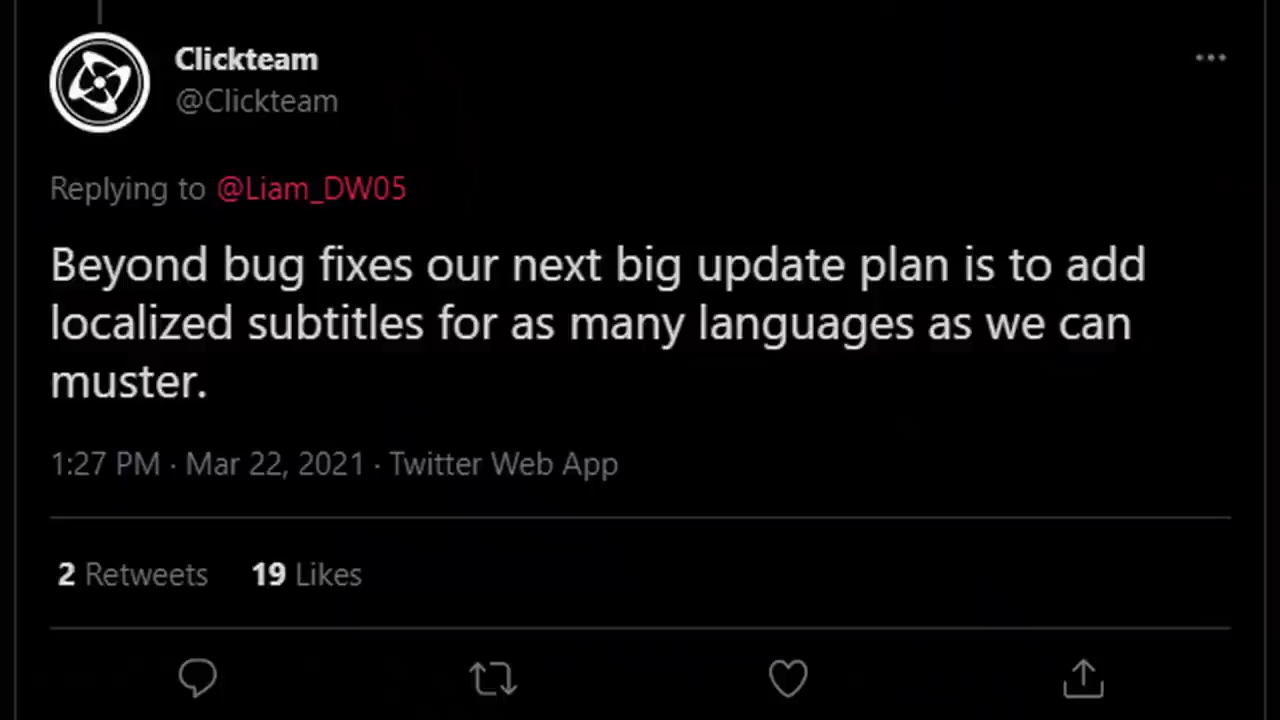 Clickteam
@Clickteam
Replying to @Liam_DW05
Beyond bug fixes our next big update plan is to add
localized subtitles for as many languages as we can
muster.
1:27 PM · Mar 22, 2021 · Twitter Web App
2 Retweets 19 Likes